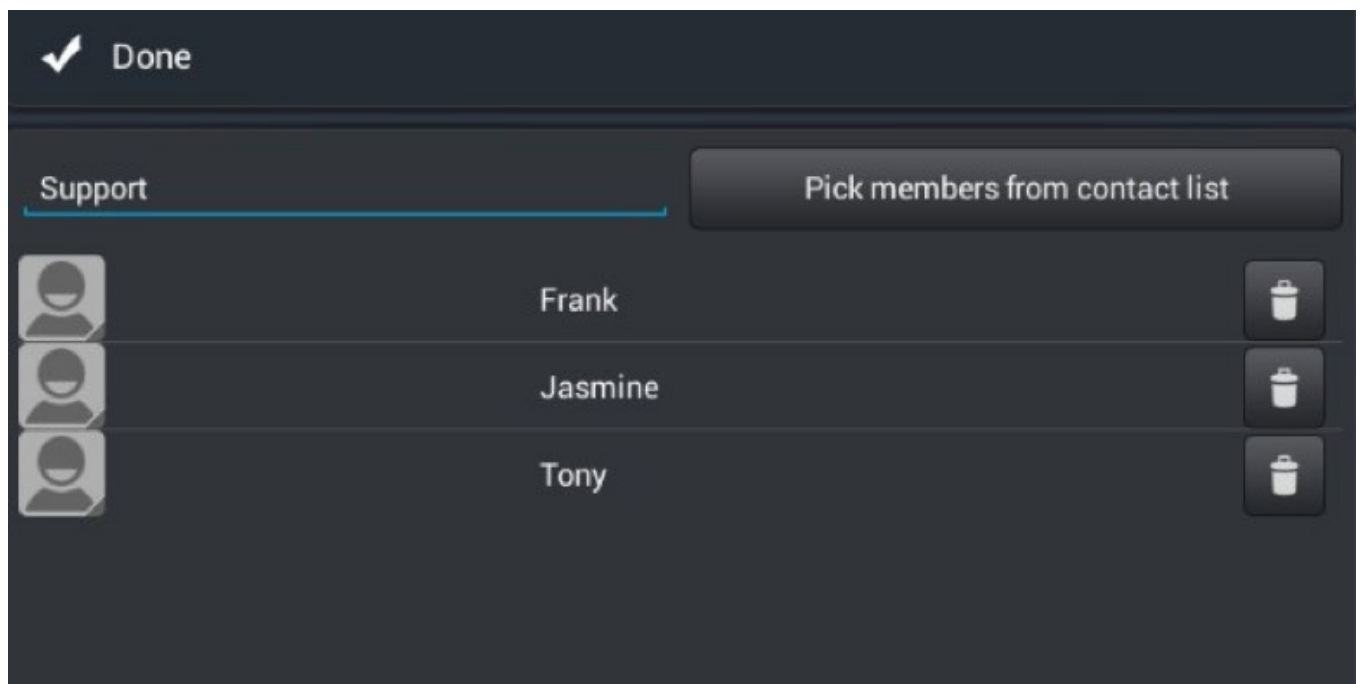 Done
Support
Pick members from contact list
Frank
Jasmine
Tony